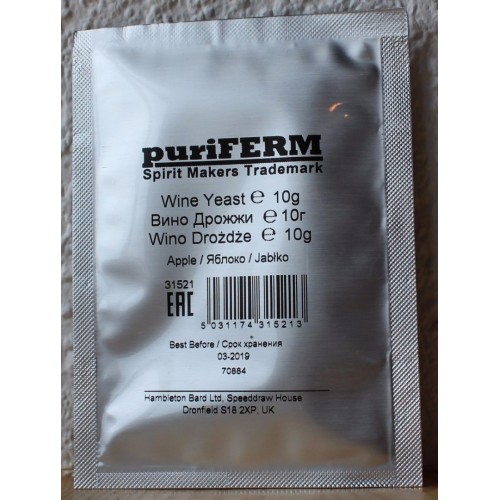 puriFERM
Spirit Makers Trademark
Wine Yeast ℮ 10g
Вино Дрожжи ℮ 10г
Wino Drożdże ℮ 10g
Apple / Яблоко / Jabłko
31521
EAC
5 031174 315213
Best Before / Срок хранения
03-2019
70884
Hambleton Bard Ltd, Speeddraw House
Dronfield S18 2XP, UK